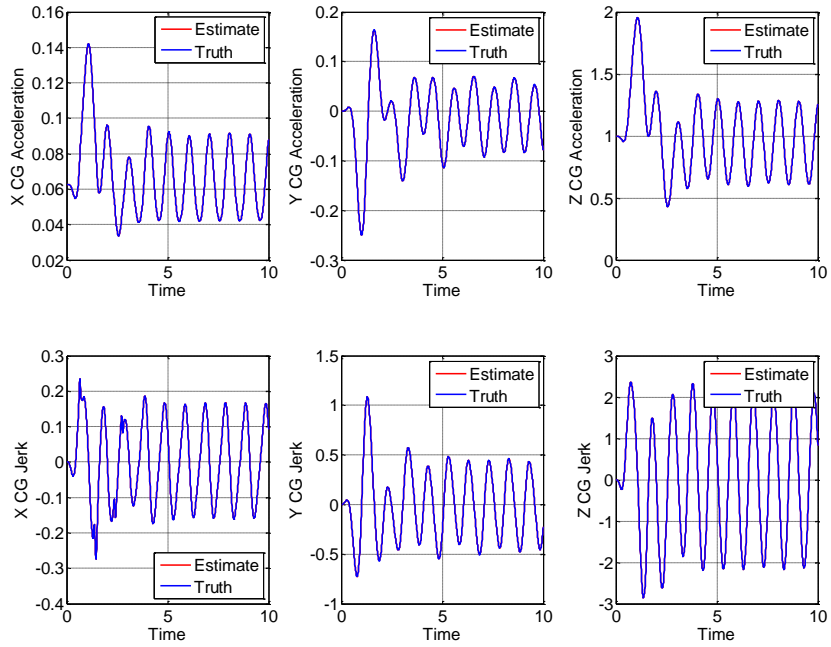 0.16
0.14
0.12
0.1
0.08
0.06
0.04
0.02
X CG Acceleration
0
5
10
Time
Estimate
Truth
0.2
0.1
0
-0.1
-0.2
-0.3
Y CG Acceleration
0
5
10
Time
Estimate
Truth
2
1.5
1
0.5
0
Z CG Acceleration
0
5
10
Time
Estimate
Truth
0.3
0.2
0.1
0
-0.1
-0.2
-0.3
-0.4
X CG Jerk
0
5
10
Time
Estimate
Truth
1.5
1
0.5
0
-0.5
-1
Y CG Jerk
0
5
10
Time
Estimate
Truth
3
2
1
0
-1
-2
-3
Z CG Jerk
0
5
10
Time
Estimate
Truth